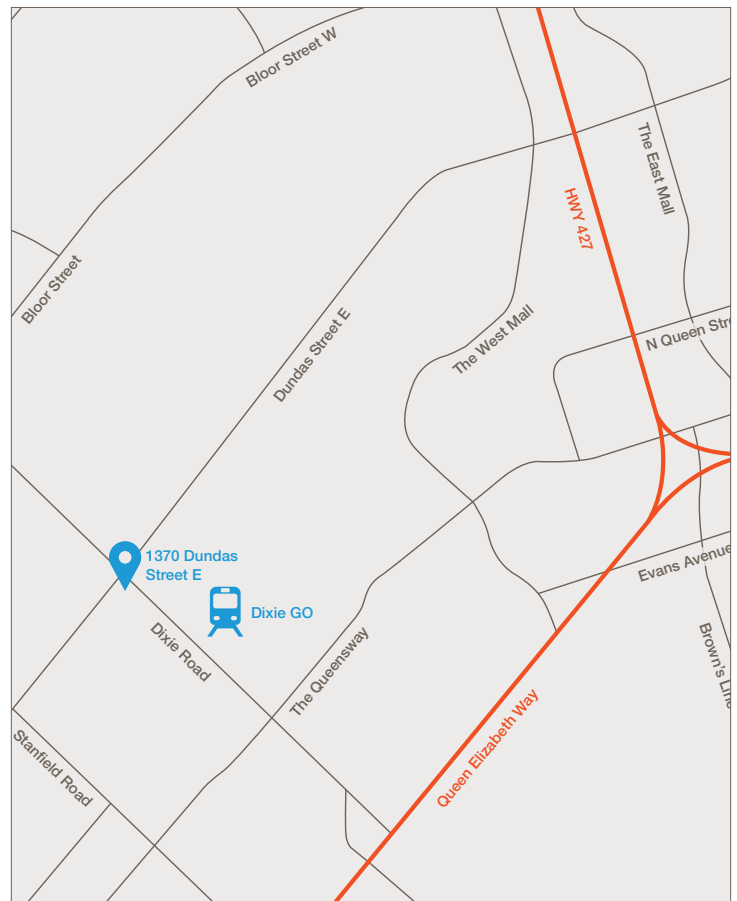 Bloor Street W
The East Mall
HWY 427
Bloor Street
Dundas Street E
The West Mall
N Queen Str
1370 Dundas
Street E
Dixie GO
Evans Avenue
Dixie Road
The Queensway
Brown's Line
Queen Elizabeth Way
Stanfield Road